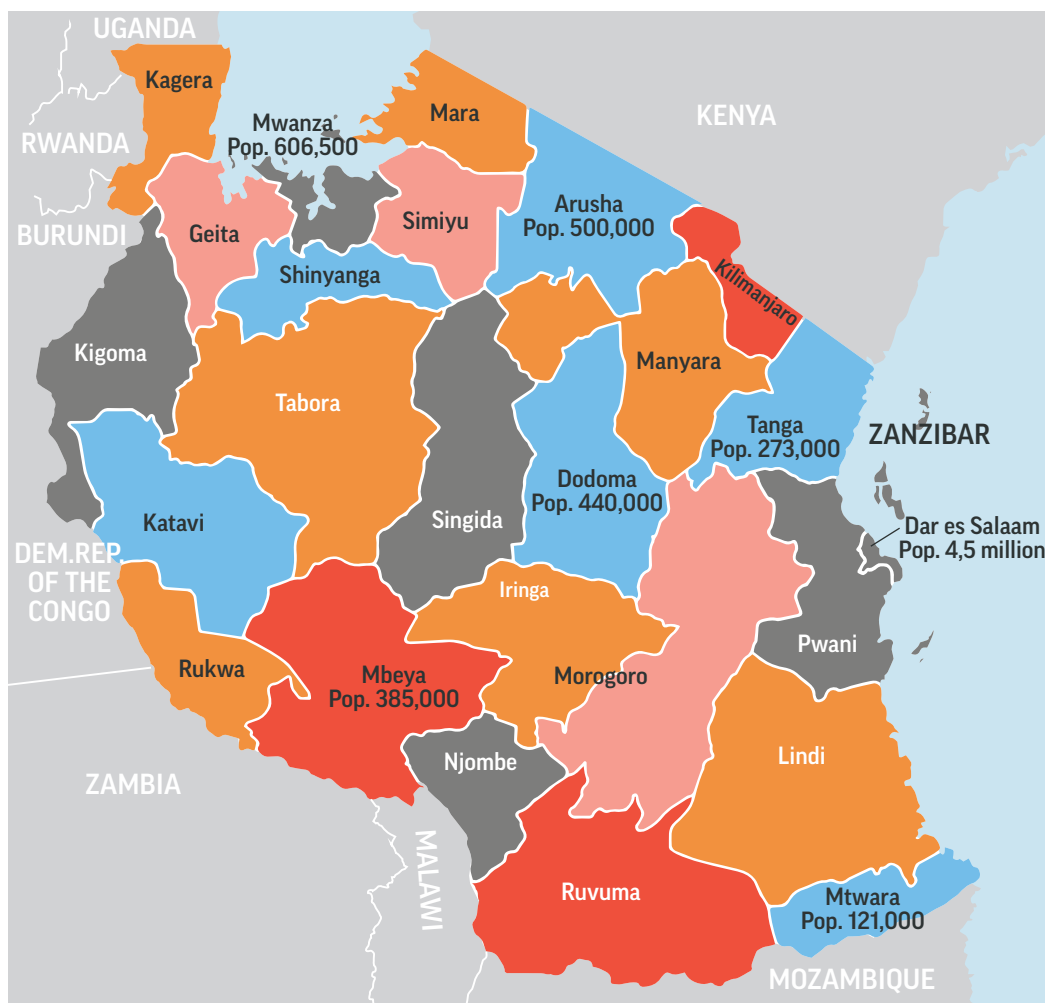 UGANDA
Kagera
Mara
KENYA
Mwanza
Pop. 606,500
RWANDA
BURUNDI
Geita
Simiyu
Arusha
Pop. 500,000
Shinyanga
Kilimanjaro
Kigoma
Manyara
Tabora
Tanga
Pop. 273,000
ZANZIBAR
Dodoma
Pop. 440,000
Katavi
Singida
Dar es Salaam
Pop. 4,5 million
DEM.REP.
OF THE
CONGO
Iringa
Pwani
Rukwa
Mbeya
Pop. 385,000
Morogoro
Njombe
Lindi
ZAMBIA
MALAWI
Ruvuma
Mtwara
Pop. 121,000
MOZAMBIQUE